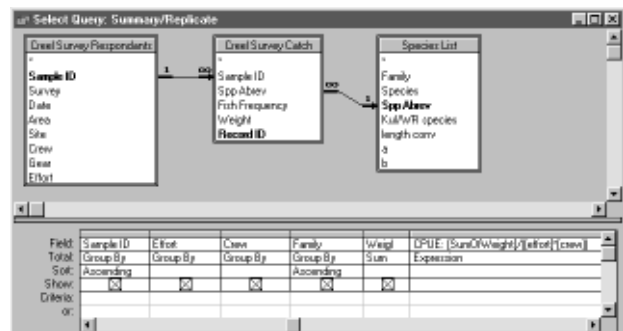 Select Query: Summary/Replicate
Creel Survey Respondents
*
Sample ID
Survey
Date
Area
Site
Crew
Gear
Effort
1
∞
Creel Survey Catch
*
Sample ID
Spp Abrev
Fish Frequency
Weight
Record ID
∞
1
Species List
*
Family
Species
Spp Abrev
Kul/WR species
length conv
a
b
Field: Sample ID Effort Crew Family Weigl CPUE: [SumOfWeight]/([effort]*[crew])
Total: Group By Group By Group By Group By Sum Expression
Sort: Ascending Ascending
Show:
Criteria:
or: